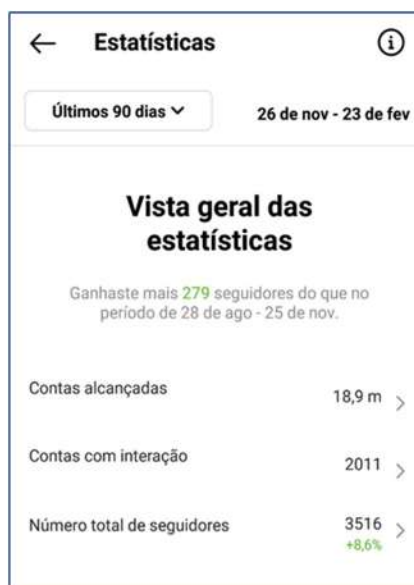 Estatísticas
Últimos 90 dias
26 de nov - 23 de fev
Vista geral das
estatísticas
Ganhaste mais 279 seguidores do que no
período de 28 de ago - 25 de nov.
Contas alcançadas
18,9 m
Contas com interação
2011
Número total de seguidores
3516
+8,6%